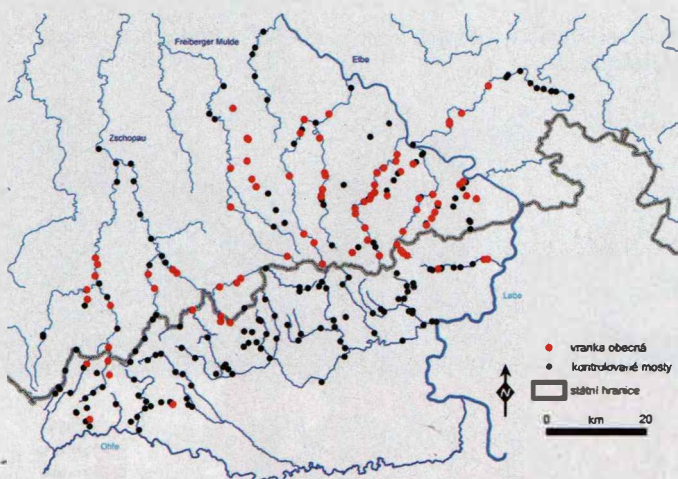 Freiberger Mulde
Elbe
Zschopau
Labe
vranka obecná
kontrolované mosty
státní hranice
N
0 km 20
Ohře